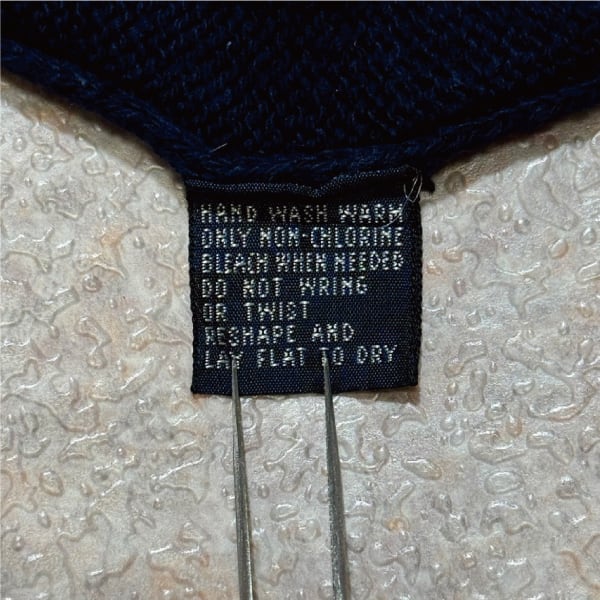 HAND WASH WARM
ONLY NON-CHLORINE
BLEACH WHEN NEEDED
DO NOT WRING
OR TWIST
RESHAPE AND
LAY FLAT TO DRY